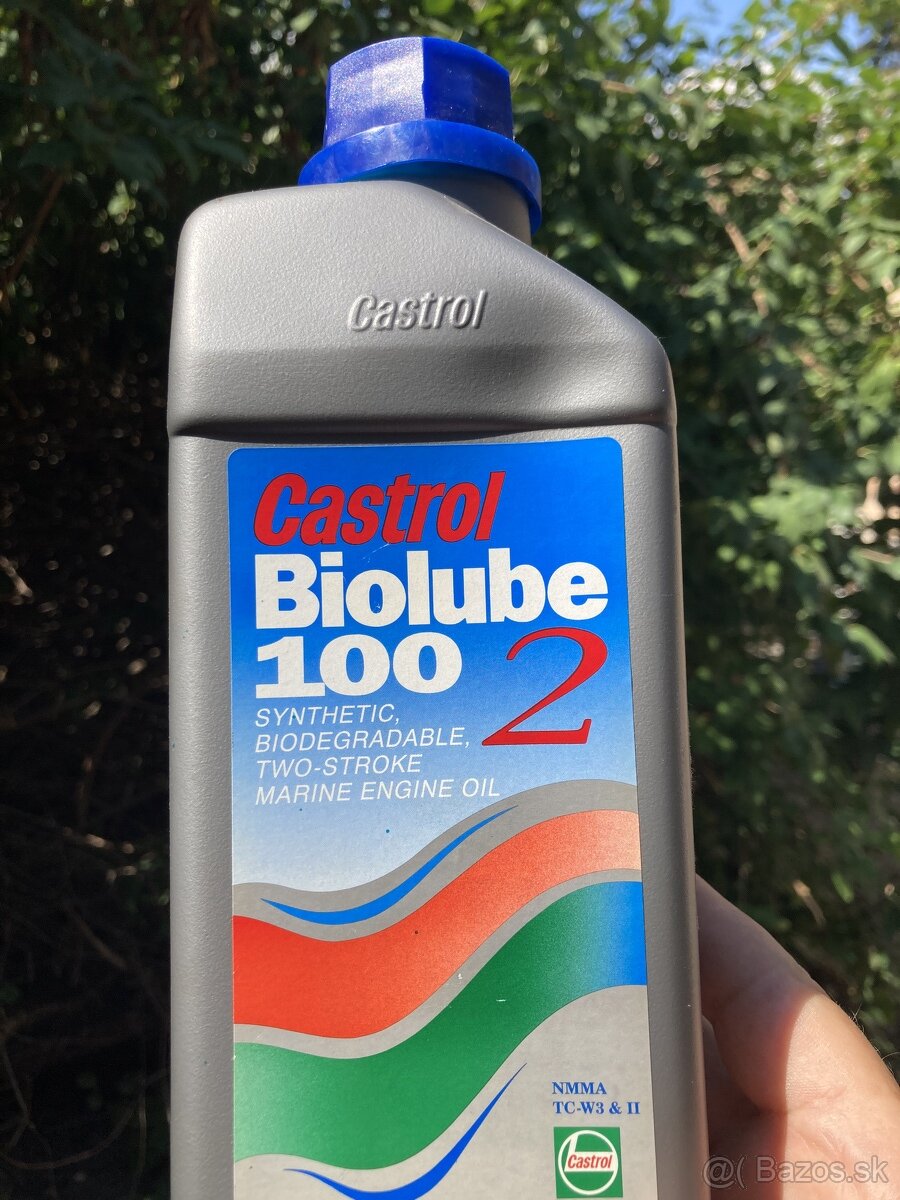 Castrol
Castrol
Biolube
100 2
SYNTHETIC,
BIODEGRADABLE,
TWO-STROKE
MARINE ENGINE OIL
NMMA
TC-W3 & II
Castrol
@( Bazos.sk